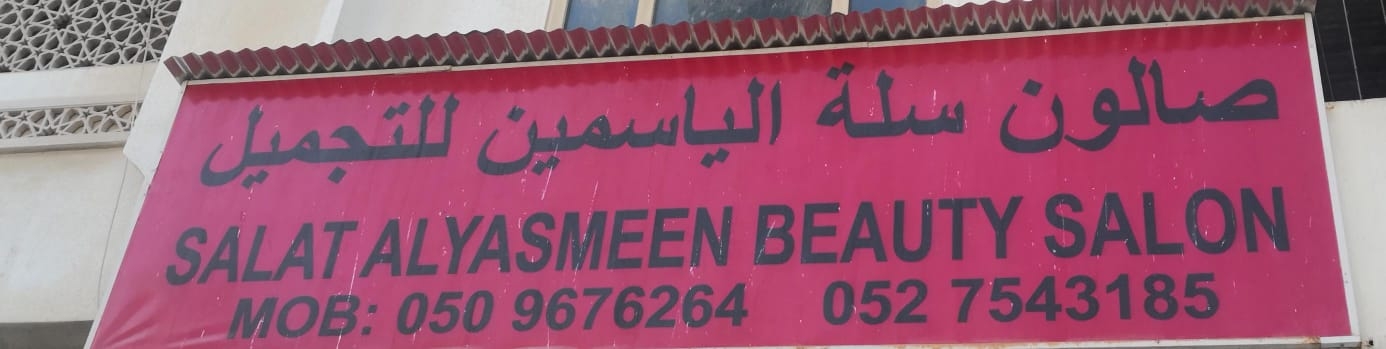 صالون سلة الياسمين للتجميل
SALAT ALYASMEEN BEAUTY SALON
MOB: 050 9676264 052 7543185